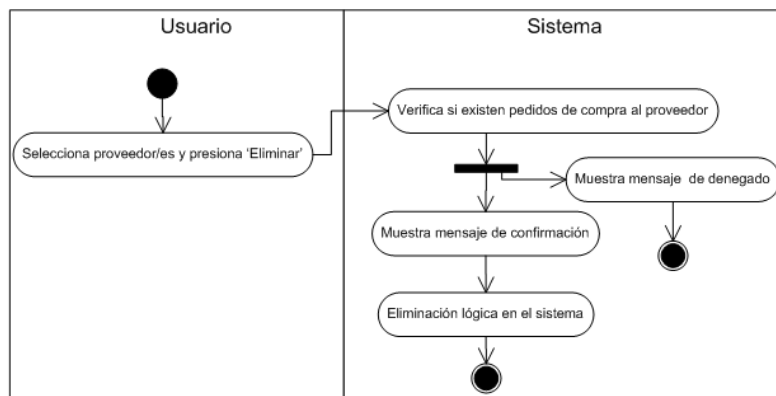 Usuario
Sistema
Verifica si existen pedidos de compra al proveedor
Selecciona proveedor/es y presiona ‘Eliminar’
Muestra mensaje de denegado
Muestra mensaje de confirmación
Eliminación lógica en el sistema